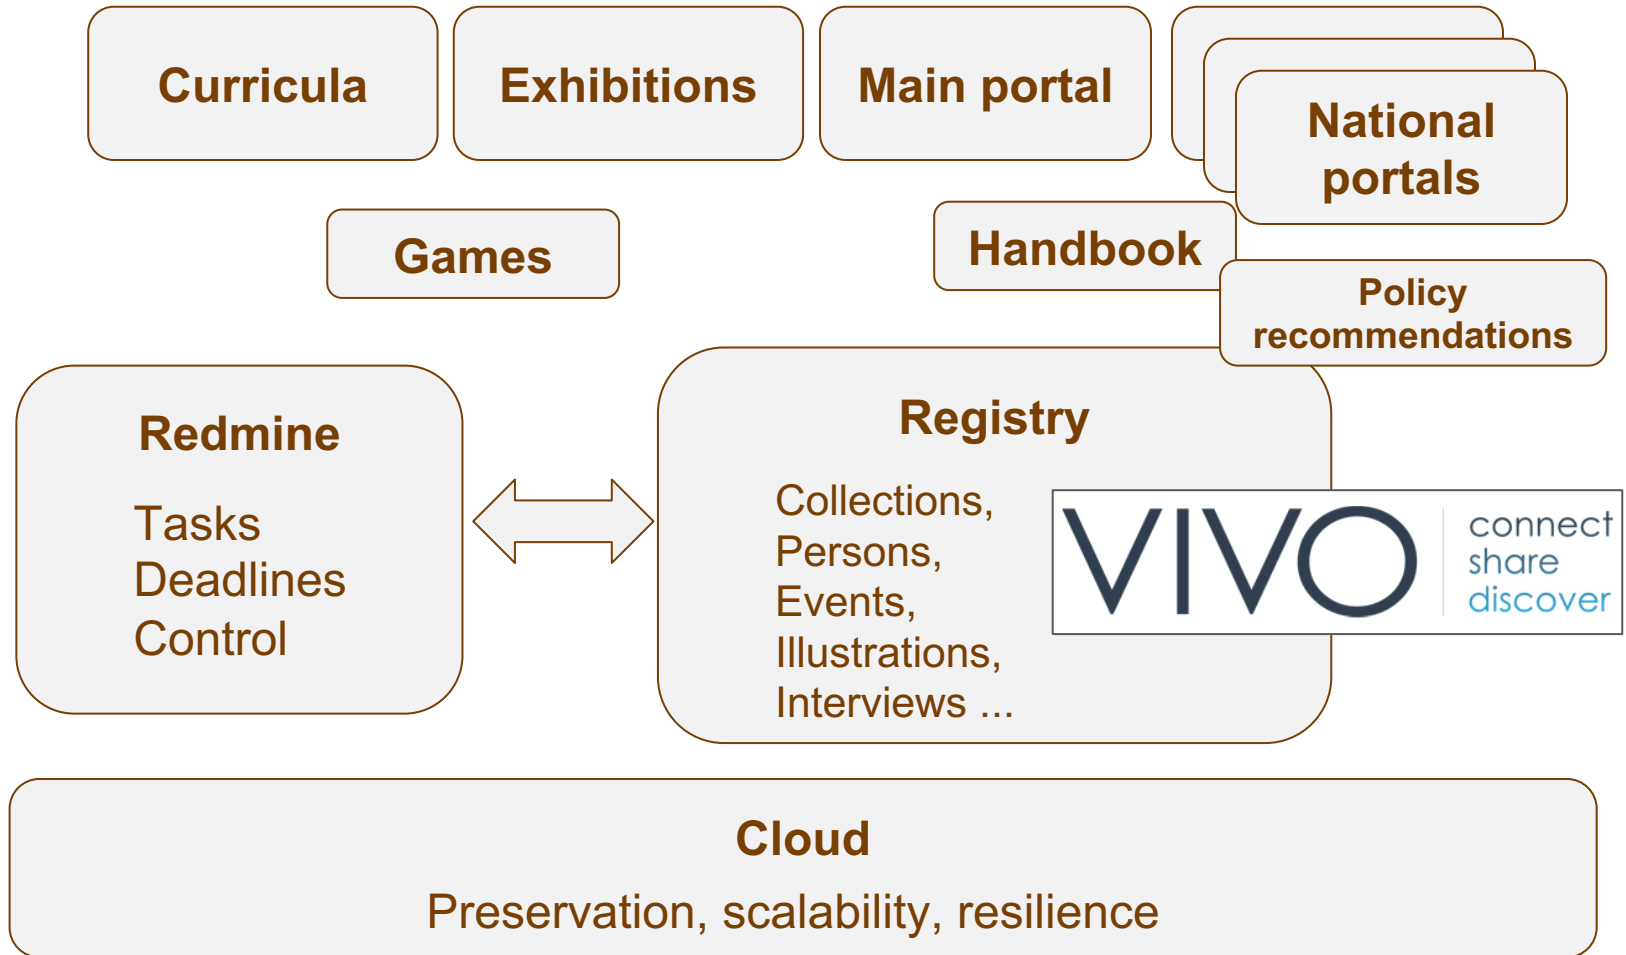 Curricula
Exhibitions
Main portal
National
portals
Games
Handbook
Policy
recommendations
Redmine
Tasks
Deadlines
Control
Registry
Collections,
Persons,
Events,
Illustrations,
Interviews ...
VIVO
connect
share
discover
Cloud
Preservation, scalability, resilience